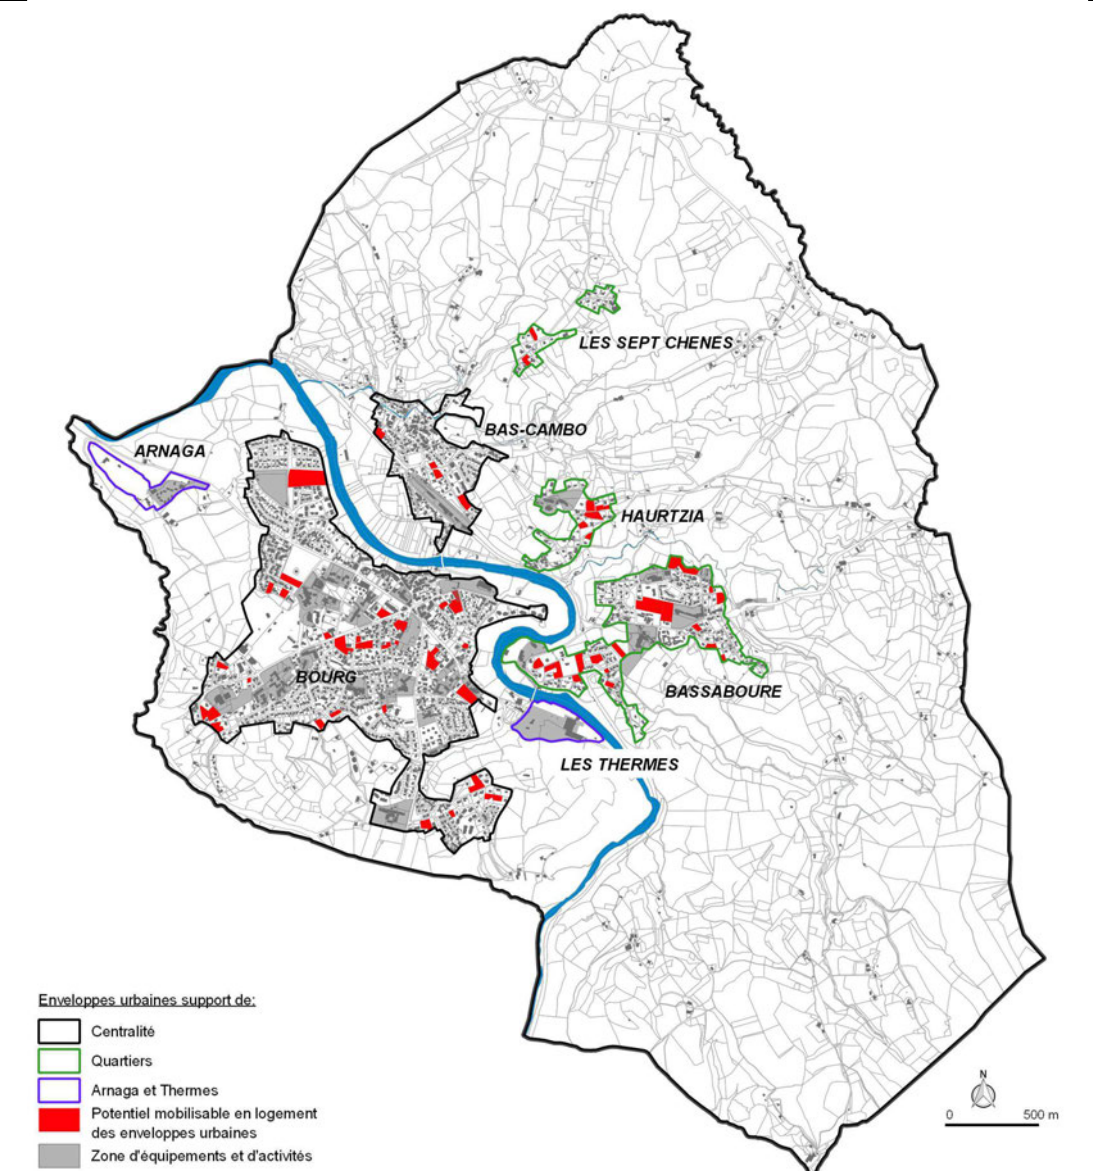 LES SEPT CHENES
BAS-CAMBO
ARNAGA
HAURTZIA
BOURG
BASSABOURE
LES THERMES
Enveloppes urbaines support de:
Centralité
Quartiers
Arnaga et Thermes
Potentiel mobilisable en logement
des enveloppes urbaines
Zone d'équipements et d'activités
N
0 500 m